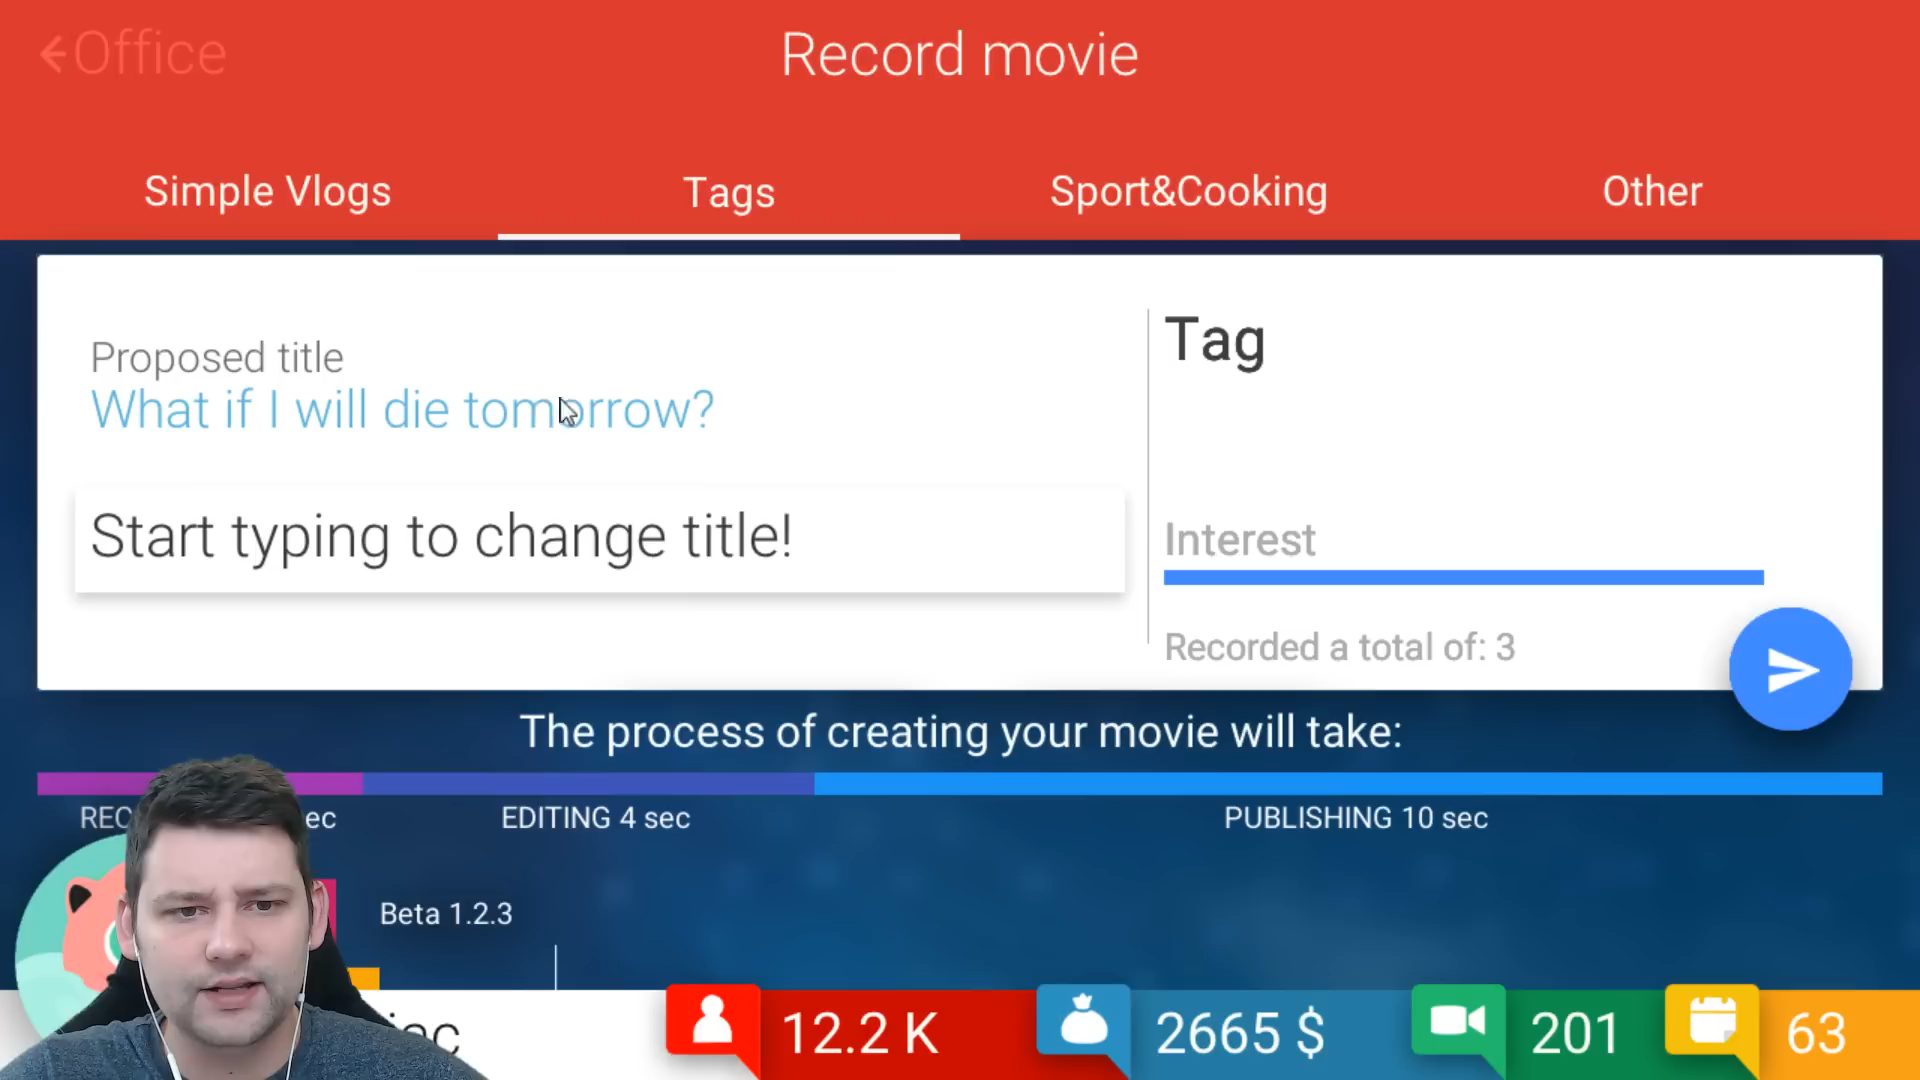 Office
Record movie
Simple Vlogs
Tags
Sport&Cooking
Other
Proposed title
What if I will die tomorrow?
Start typing to change title!
Tag
Interest
Recorded a total of: 3
The process of creating your movie will take:
EDITING 4 sec
PUBLISHING 10 sec
Beta 1.2.3
12.2 K
2665 $
201
63